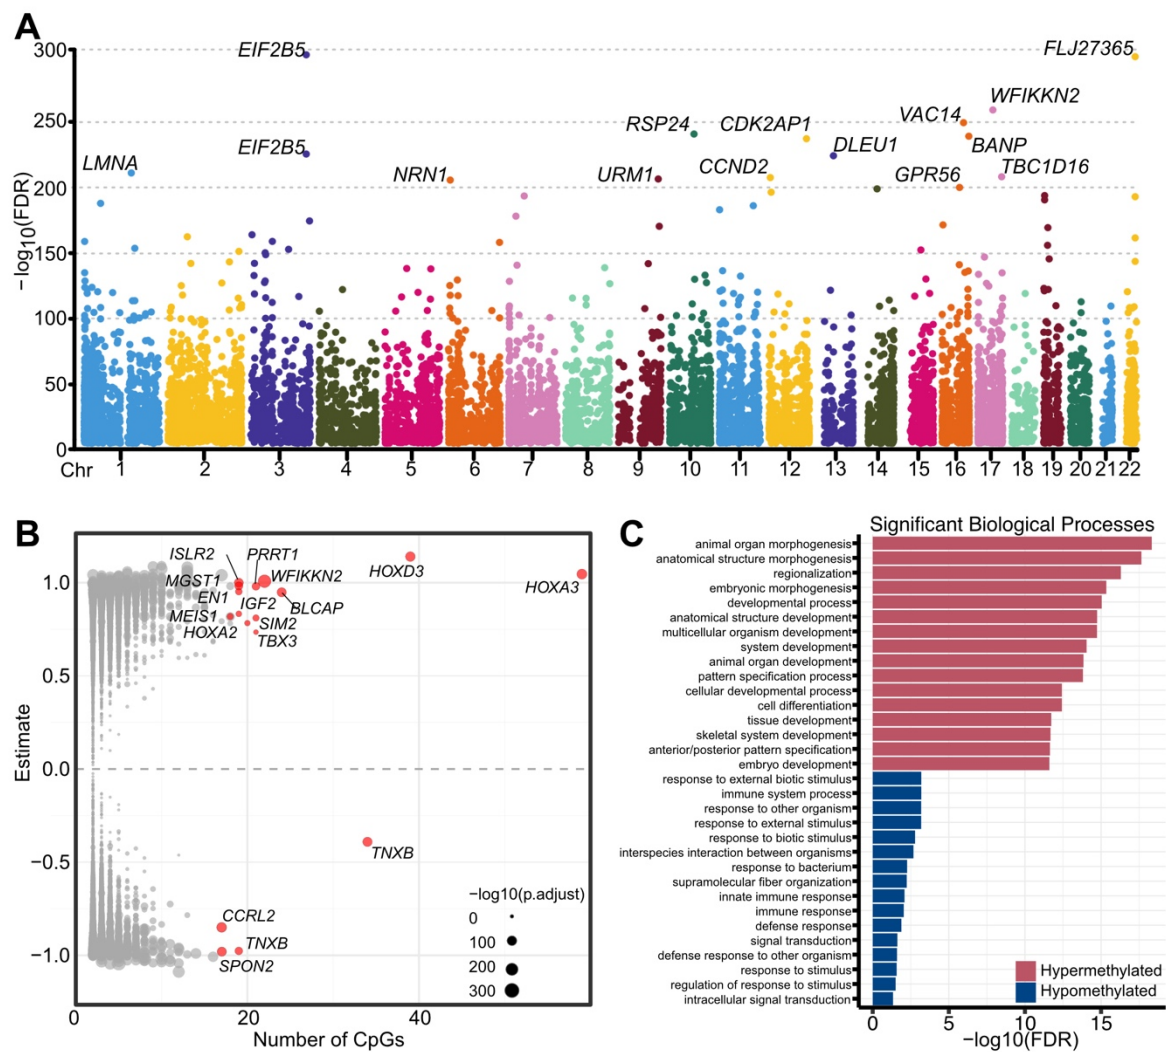 A
−log10(FDR)
300
250
200
150
100
50
0
EIF2B5
FLJ27365
WFIKKN2
VAC14
RSP24
CDK2AP1
BANP
DLEU1
EIF2B5
LMNA
NRN1
URM1
CCND2
GPR56
TBC1D16
Chr 1 2 3 4 5 6 7 8 9 10 11 12 13 14 15 16 17 18 19 20 21 22
B
Estimate
1.0
0.5
0.0
−0.5
−1.0
ISLR2
PRRT1
HOXD3
MGST1
WFIKKN2
HOXA3
EN1
IGF2
BLCAP
MEIS1
SIM2
HOXA2
TBX3
TNXB
CCRL2
TNXB
SPON2
−log10(p.adjust)
0
100
200
300
0 20 40
Number of CpGs
C
Significant Biological Processes
animal organ morphogenesis
anatomical structure morphogenesis
regionalization
embryonic morphogenesis
developmental process
anatomical structure development
multicellular organism development
system development
animal organ development
pattern specification process
cellular developmental process
cell differentiation
tissue development
skeletal system development
anterior/posterior pattern specification
embryo development
response to external biotic stimulus
immune system process
response to other organism
response to external stimulus
response to biotic stimulus
interspecies interaction between organisms
response to bacterium
supramolecular fiber organization
innate immune response
immune response
defense response
signal transduction
defense response to other organism
response to stimulus
regulation of response to stimulus
intracellular signal transduction
Hypermethylated
Hypomethylated
0 5 10 15
−log10(FDR)